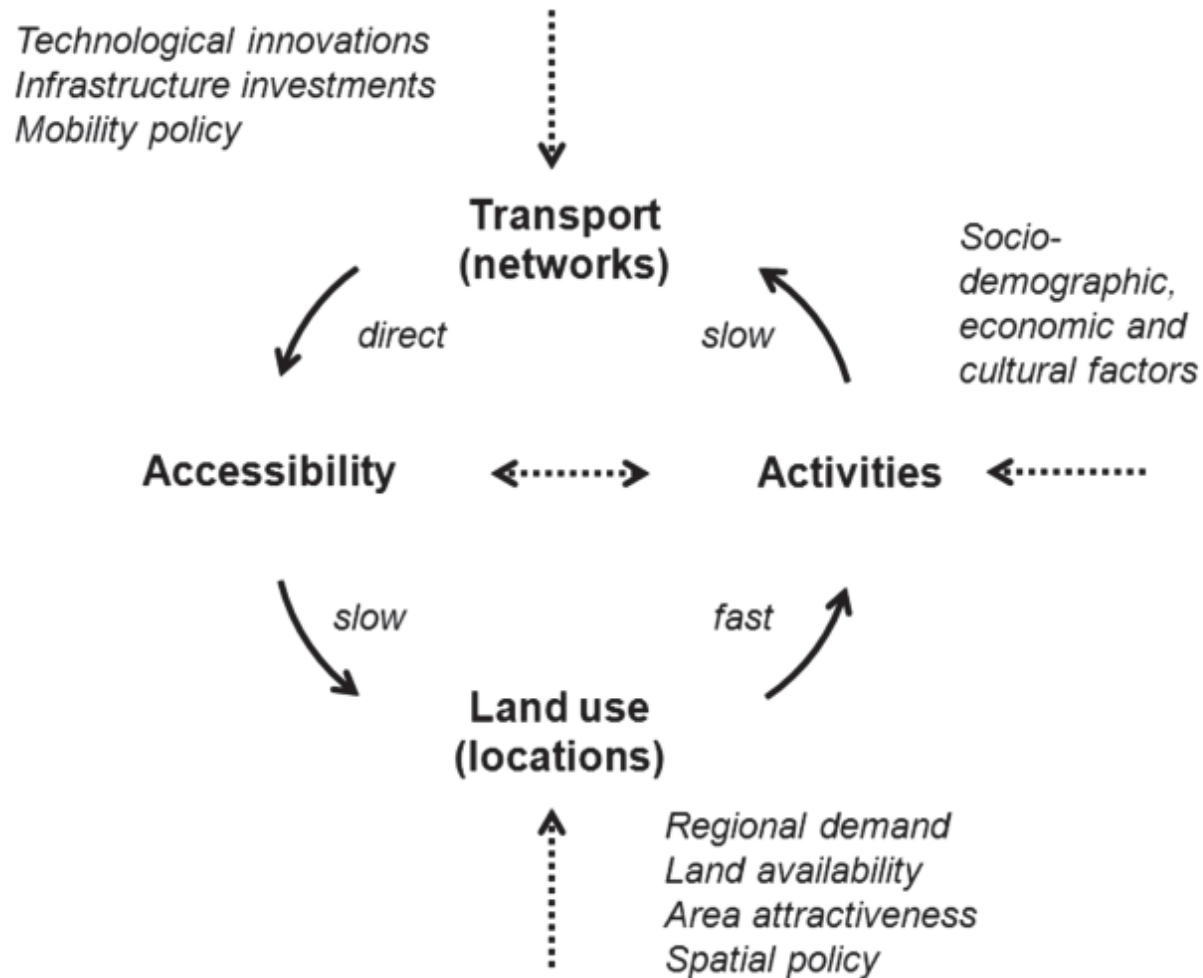 Technological innovations
Infrastructure investments
Mobility policy
Transport
(networks)
Socio-
demographic,
economic and
cultural factors
direct
slow
Accessibility
Activities
slow
fast
Land use
(locations)
Regional demand
Land availability
Area attractiveness
Spatial policy